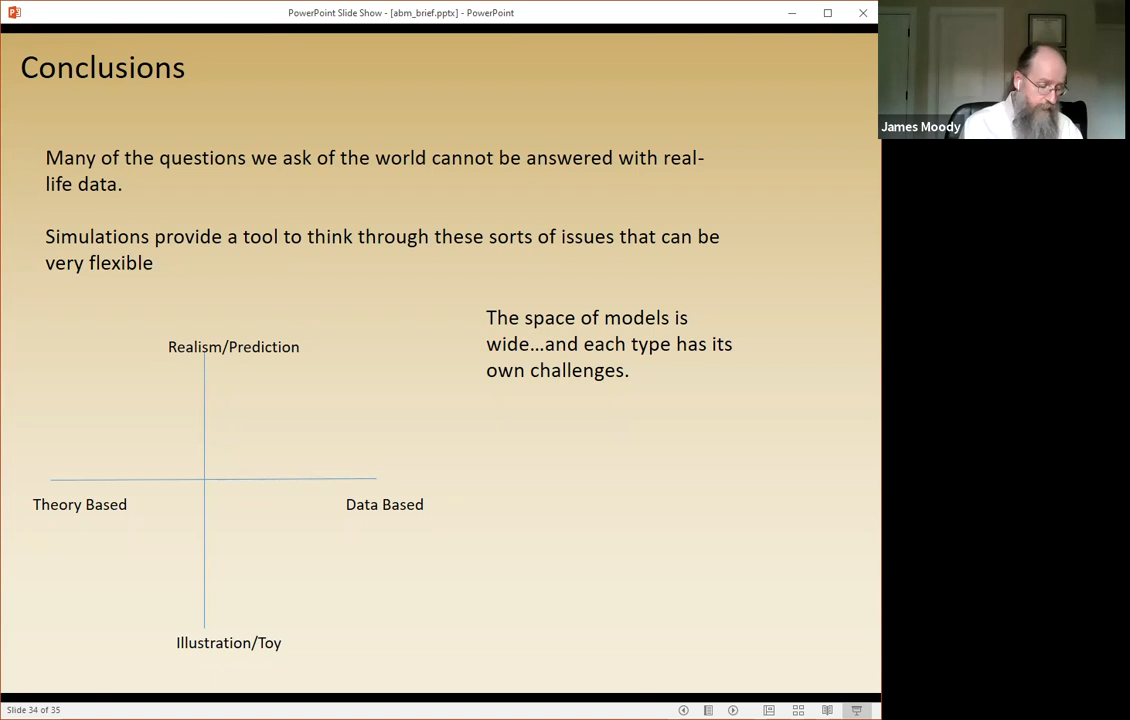 PowerPoint Slide Show - [abm_brief.pptx] - PowerPoint
Conclusions
James Moody
Many of the questions we ask of the world cannot be answered with real-
life data.
Simulations provide a tool to think through these sorts of issues that can be
very flexible
The space of models is
wide...and each type has its
own challenges.
Realism/Prediction
Theory Based
Data Based
Illustration/Toy
Slide 34 of 35